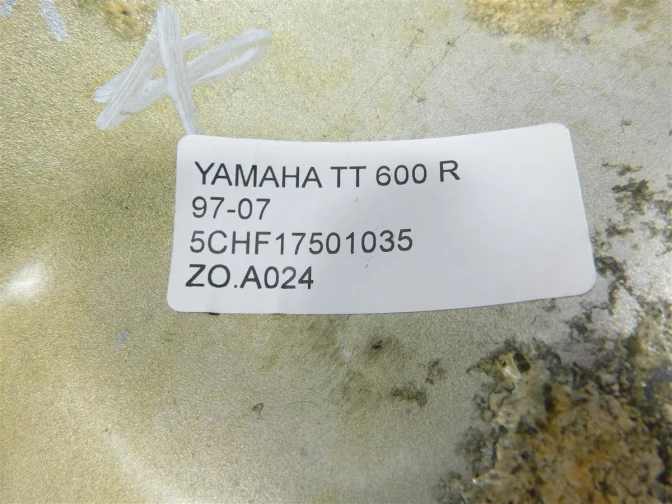 YAMAHA TT 600 R
97-07
5CHF17501035
ZO.A024